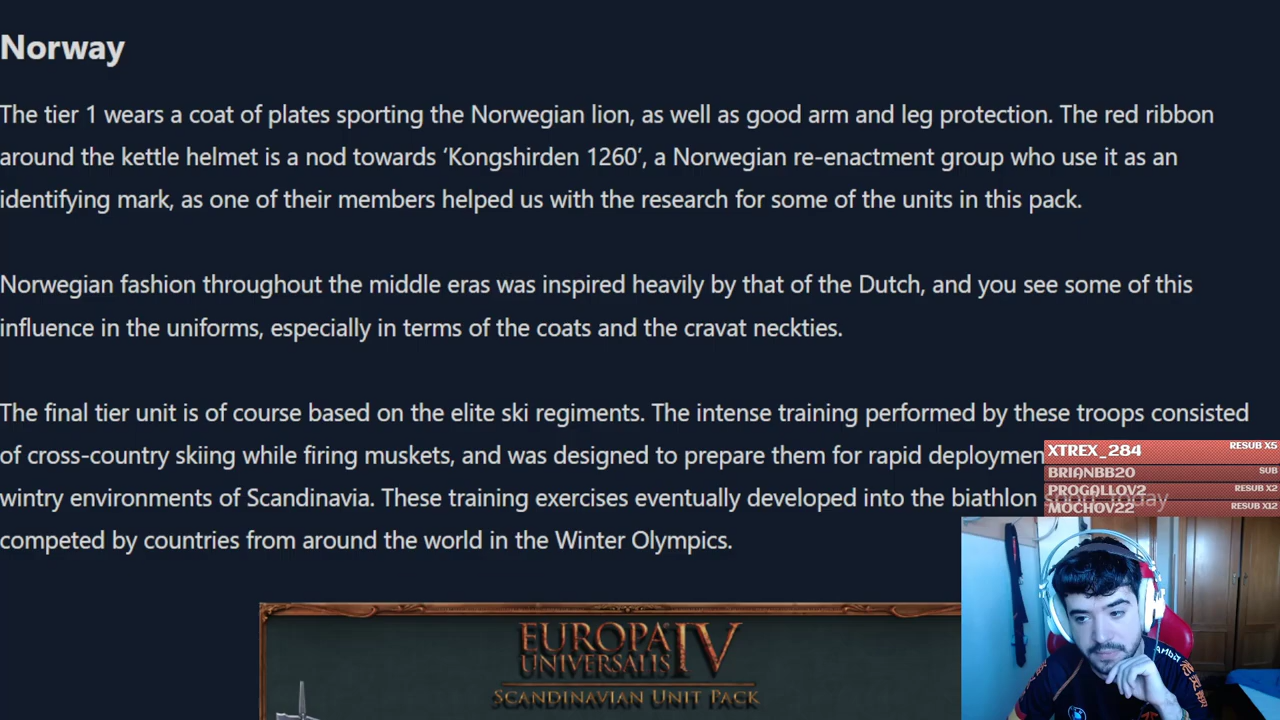 Norway
The tier 1 wears a coat of plates sporting the Norwegian lion, as well as good arm and leg protection. The red ribbon
around the kettle helmet is a nod towards ‘Kongshirden 1260’, a Norwegian re-enactment group who use it as an
identifying mark, as one of their members helped us with the research for some of the units in this pack.
Norwegian fashion throughout the middle eras was inspired heavily by that of the Dutch, and you see some of this
influence in the uniforms, especially in terms of the coats and the cravat neckties.
The final tier unit is of course based on the elite ski regiments. The intense training performed by these troops consisted
of cross-country skiing while firing muskets, and was designed to prepare them for rapid deploymen
wintry environments of Scandinavia. These training exercises eventually developed into the biathlon
competed by countries from around the world in the Winter Olympics.
XTREX_284 RESUB X5
BRIANBB20 SUB
PROGALLOV2 RESUB X2
MOCHOV22 RESUB X12
EUROPA
UNIVERSALIS IV
SCANDINAVIAN UNIT PACK